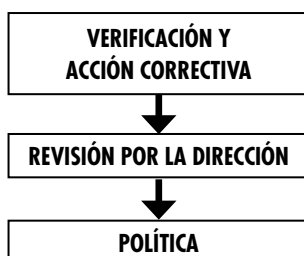 VERIFICACIÓN Y
ACCIÓN CORRECTIVA
REVISIÓN POR LA DIRECCIÓN
POLÍTICA